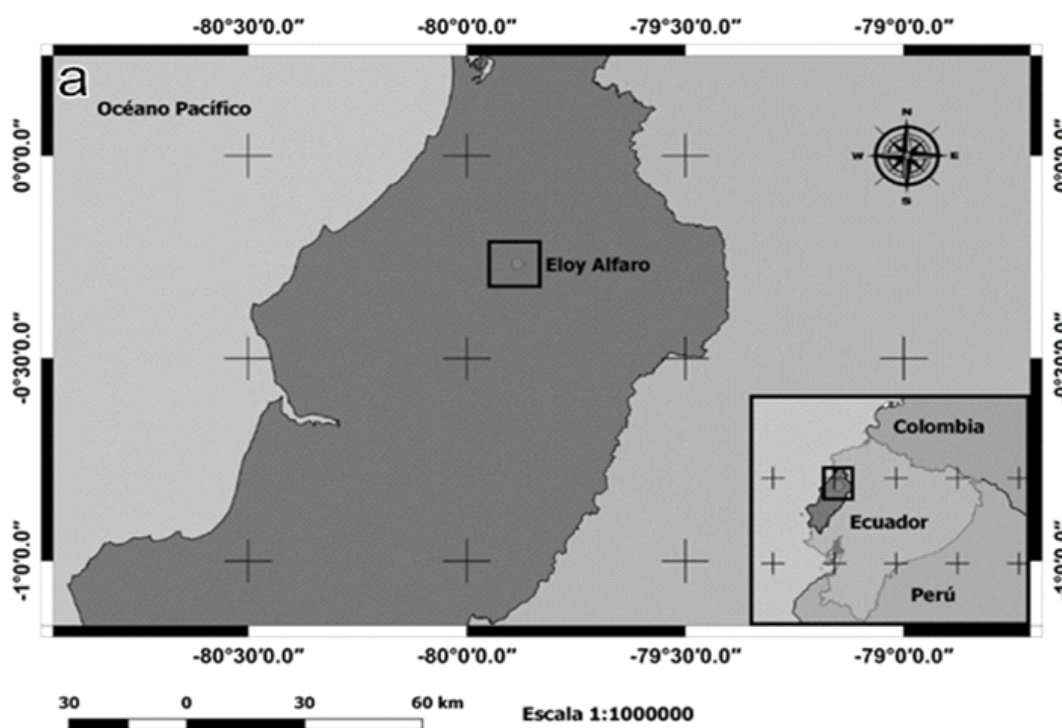 -80°30'0.0" -80°0'0.0" -79°30'0.0" -79°0'0.0"
a
Océano Pacífico
N
W E
S
0°0'0.0" 0°0'0.0"
Eloy Alfaro
-0°30'0.0" -0°30'0.0"
Colombia
Ecuador
Perú
-1°0'0.0" -1°0'0.0"
-80°30'0.0" -80°0'0.0" -79°30'0.0" -79°0'0.0"
30 0 30 60 km
Escala 1:1000000